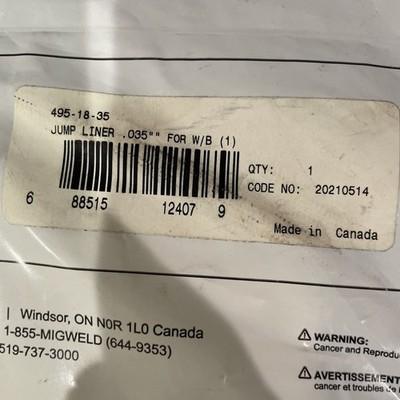 495-18-35
JUMP LINER .035"" FOR W/B (1)
QTY: 1
CODE NO: 20210514
6 88515 12407 9
Made in Canada
| Windsor, ON N0R 1L0 Canada
1-855-MIGWELD (644-9353)
519-737-3000
WARNING:
Cancer and Reprodu
AVERTISSEMENT
cancer et troubles de l